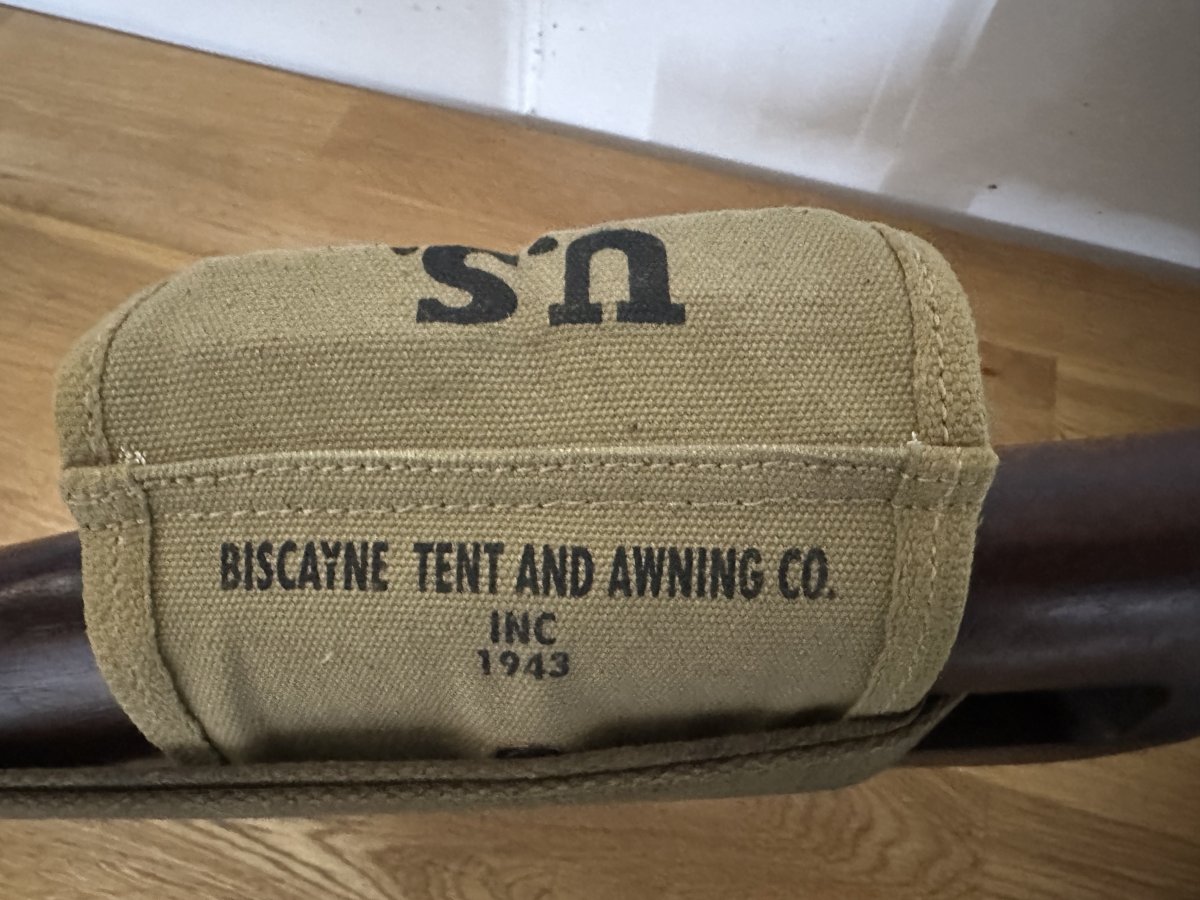 U.S.
BISCAYNE TENT AND AWNING CO.
INC
1943